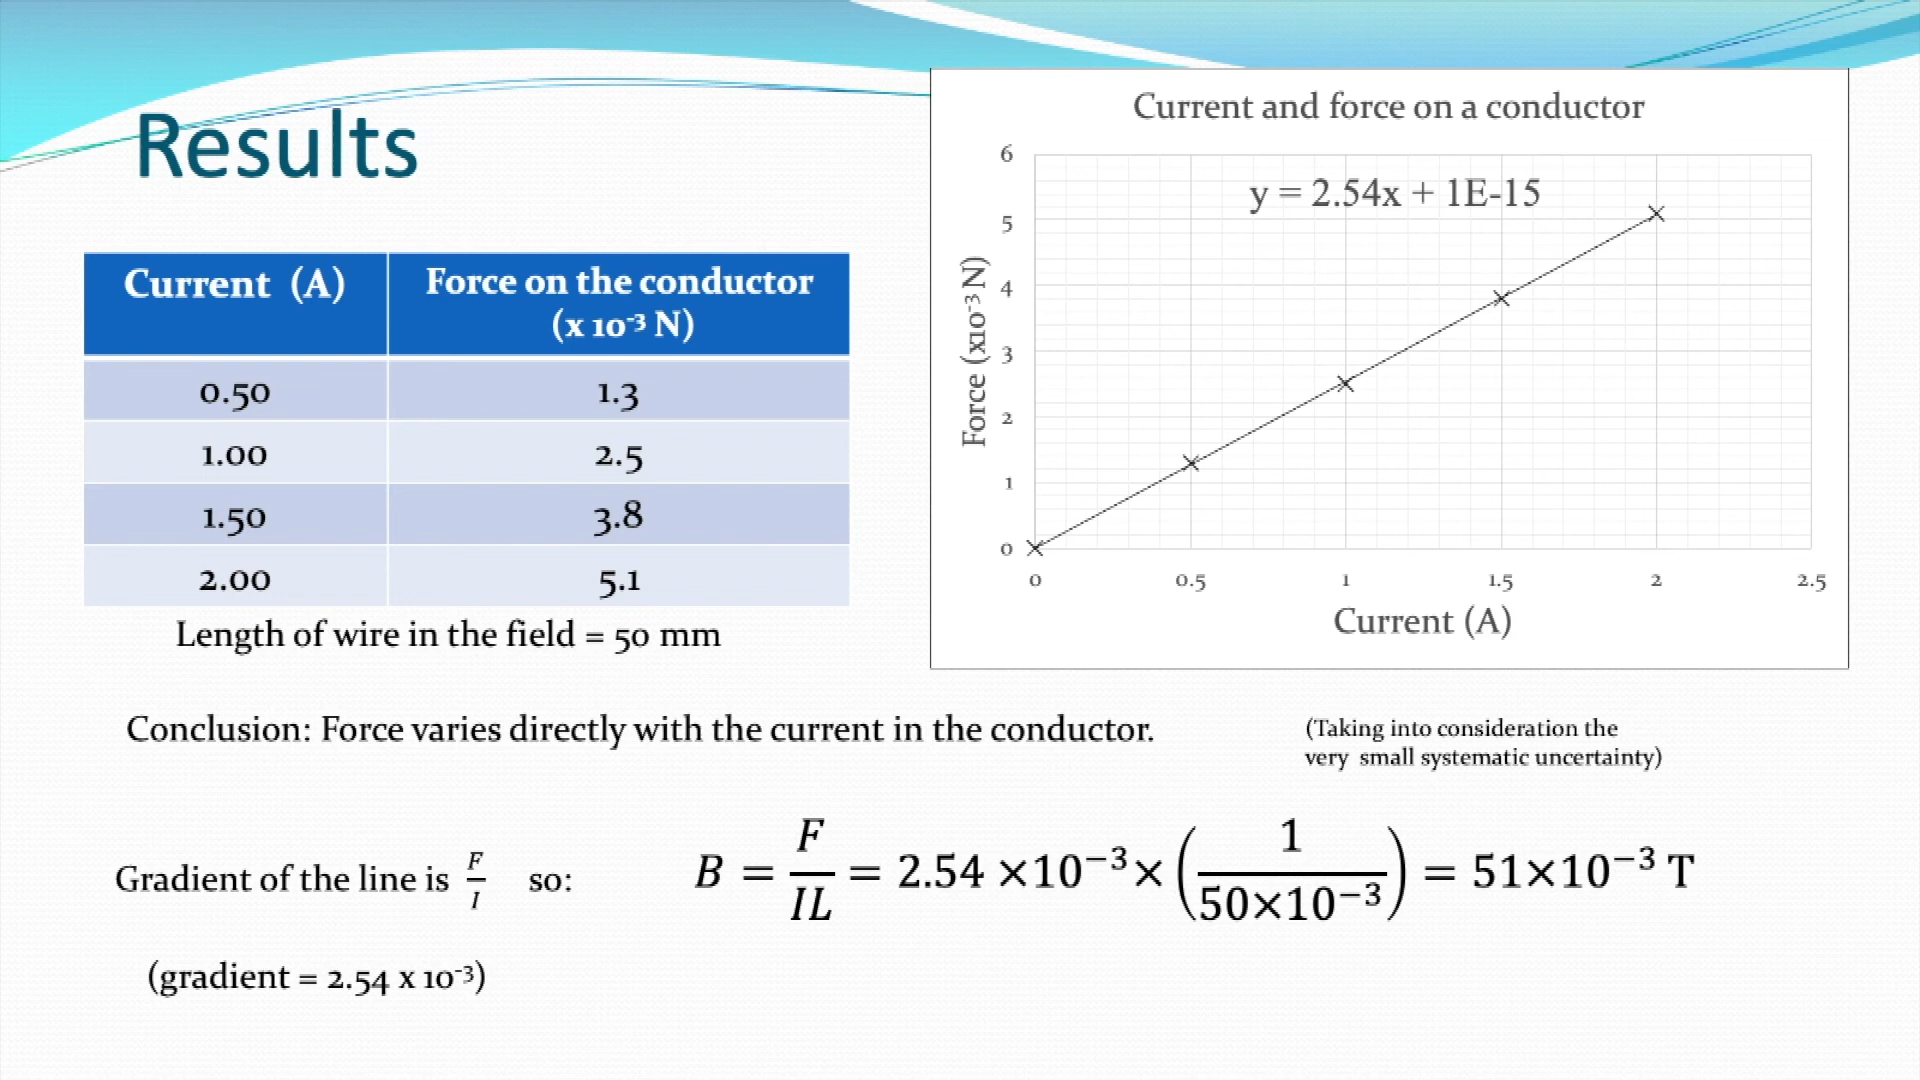 Results
Current (A) Force on the conductor
(x 10⁻³ N)
0.50 1.3
1.00 2.5
1.50 3.8
2.00 5.1
Length of wire in the field = 50 mm
Current and force on a conductor
y = 2.54x + 1E-15
6
5
4
3
2
1
0
Force (x10⁻³ N)
0 0.5 1 1.5 2 2.5
Current (A)
Conclusion: Force varies directly with the current in the conductor.
(Taking into consideration the
very small systematic uncertainty)
Gradient of the line is F/I so:
B = F/IL = 2.54 ×10⁻³× (1/50×10⁻³) = 51×10⁻³ T
(gradient = 2.54 x 10⁻³)